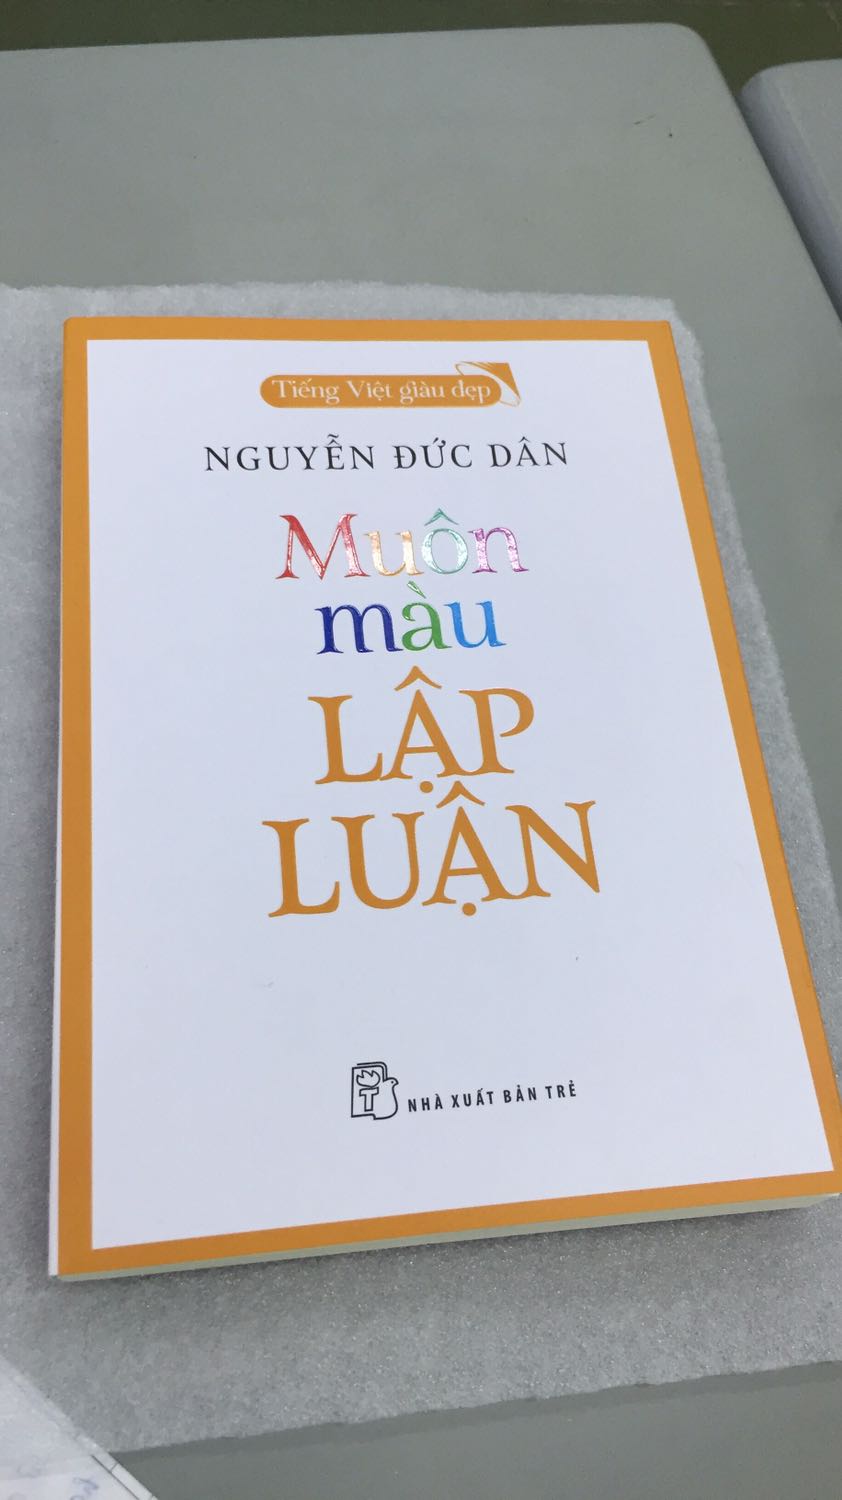 Tiếng Việt giàu đẹp
NGUYỄN ĐỨC DÂN
Muôn
màu
LẬP
LUẬN
T
NHÀ XUẤT BẢN TRẺ